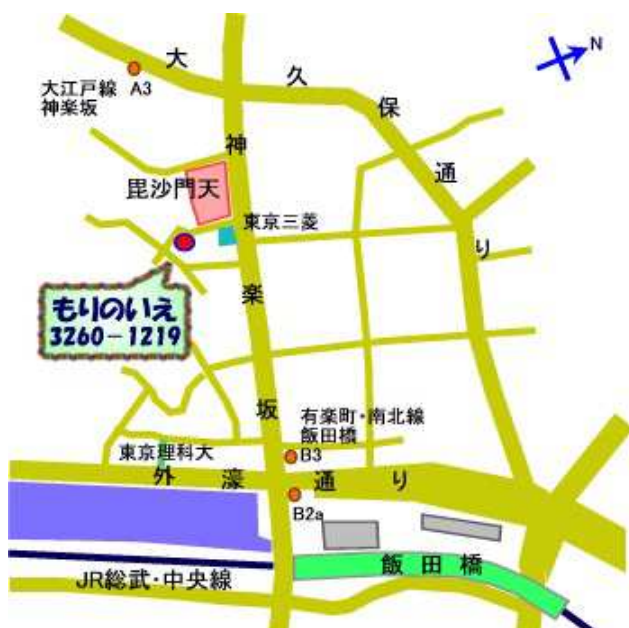 大久保通り
N
大江戸線 A3
神楽坂
神楽坂
毘沙門天
東京三菱
もりのいえ
3260-1219
有楽町・南北線
飯田橋
B3
東京理科大
外濠通り
B2a
飯田橋
JR総武・中央線